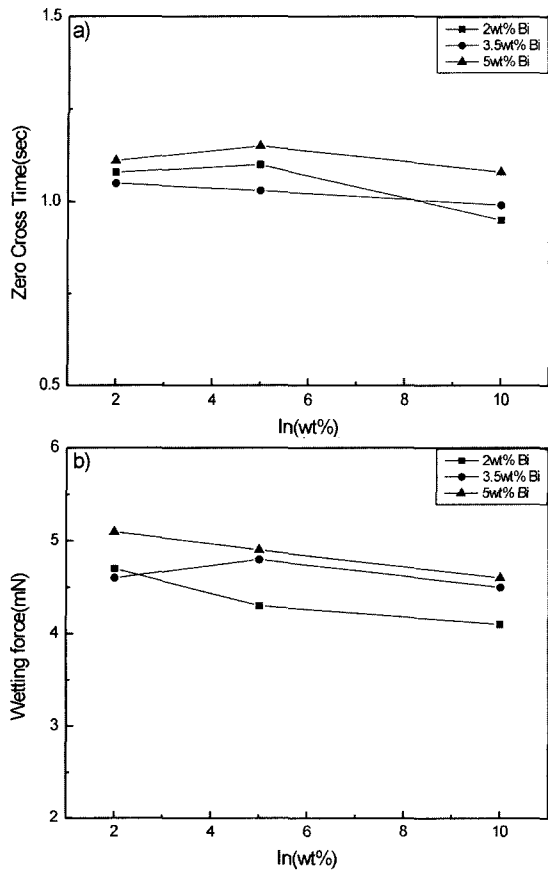 a)
2wt% Bi
3.5wt% Bi
5wt% Bi
1.5
1.0
0.5
Zero Cross Time(sec)
2 4 6 8 10
In(wt%)
b)
2wt% Bi
3.5wt% Bi
5wt% Bi
6
5
4
3
2
Wetting force(mN)
2 4 6 8 10
In(wt%)